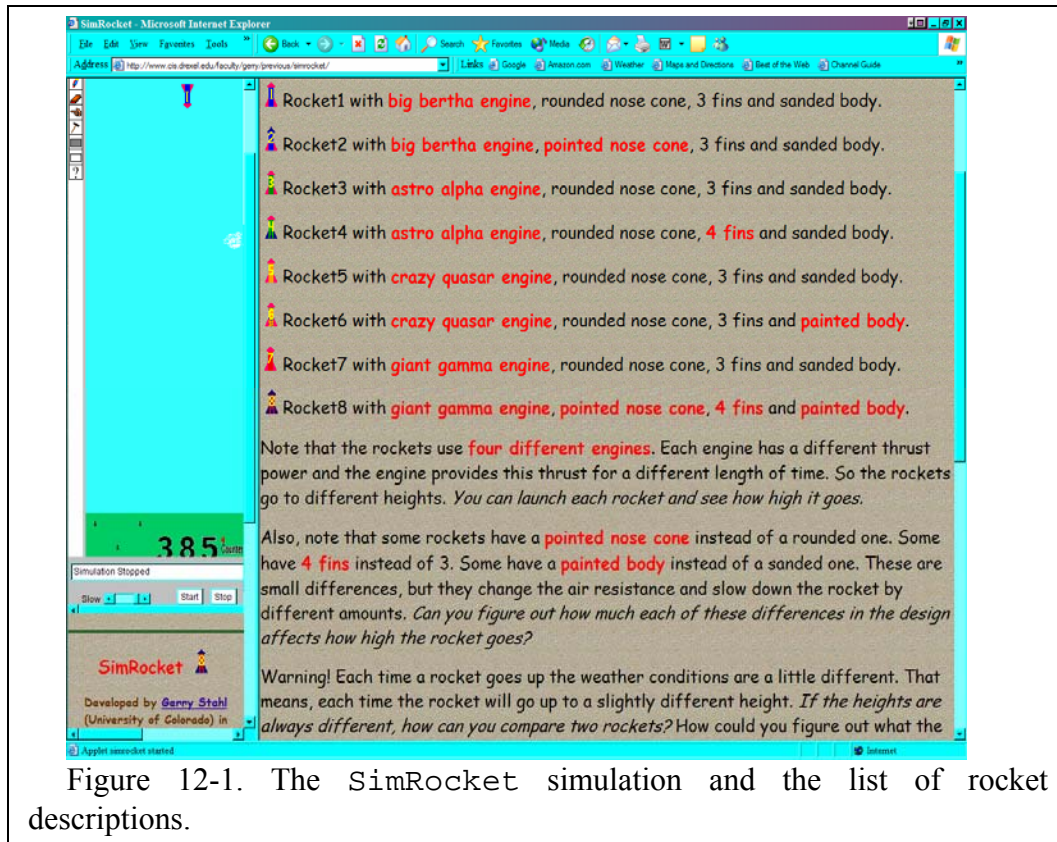 SimRocket - Microsoft Internet Explorer
File Edit View Favorites Tools » Back Search Favorites Media
Address http://www.cis.drexel.edu/faculty/gerry/previous/simrocket/ Links Google Amazon.com Weather Maps and Directions Best of the Web Channel Guide »
Rocket1 with big bertha engine, rounded nose cone, 3 fins and sanded body.
Rocket2 with big bertha engine, pointed nose cone, 3 fins and sanded body.
Rocket3 with astro alpha engine, rounded nose cone, 3 fins and sanded body.
Rocket4 with astro alpha engine, rounded nose cone, 4 fins and sanded body.
Rocket5 with crazy quasar engine, rounded nose cone, 3 fins and sanded body.
Rocket6 with crazy quasar engine, rounded nose cone, 3 fins and painted body.
Rocket7 with giant gamma engine, rounded nose cone, 3 fins and sanded body.
Rocket8 with giant gamma engine, pointed nose cone, 4 fins and painted body.
Note that the rockets use four different engines. Each engine has a different thrust
power and the engine provides this thrust for a different length of time. So the rockets
go to different heights. You can launch each rocket and see how high it goes.
Also, note that some rockets have a pointed nose cone instead of a rounded one. Some
have 4 fins instead of 3. Some have a painted body instead of a sanded one. These are
small differences, but they change the air resistance and slow down the rocket by
different amounts. Can you figure out how much each of these differences in the design
affects how high the rocket goes?
Warning! Each time a rocket goes up the weather conditions are a little different. That
means, each time the rocket will go up to a slightly different height. If the heights are
always different, how can you compare two rockets? How could you figure out what the
?
385
Simulation Stopped
Slow Start Stop
SimRocket
Developed by Gerry Stahl
(University of Colorado) in
Applet simrocket started Internet
Figure 12-1. The SimRocket simulation and the list of rocket
descriptions.